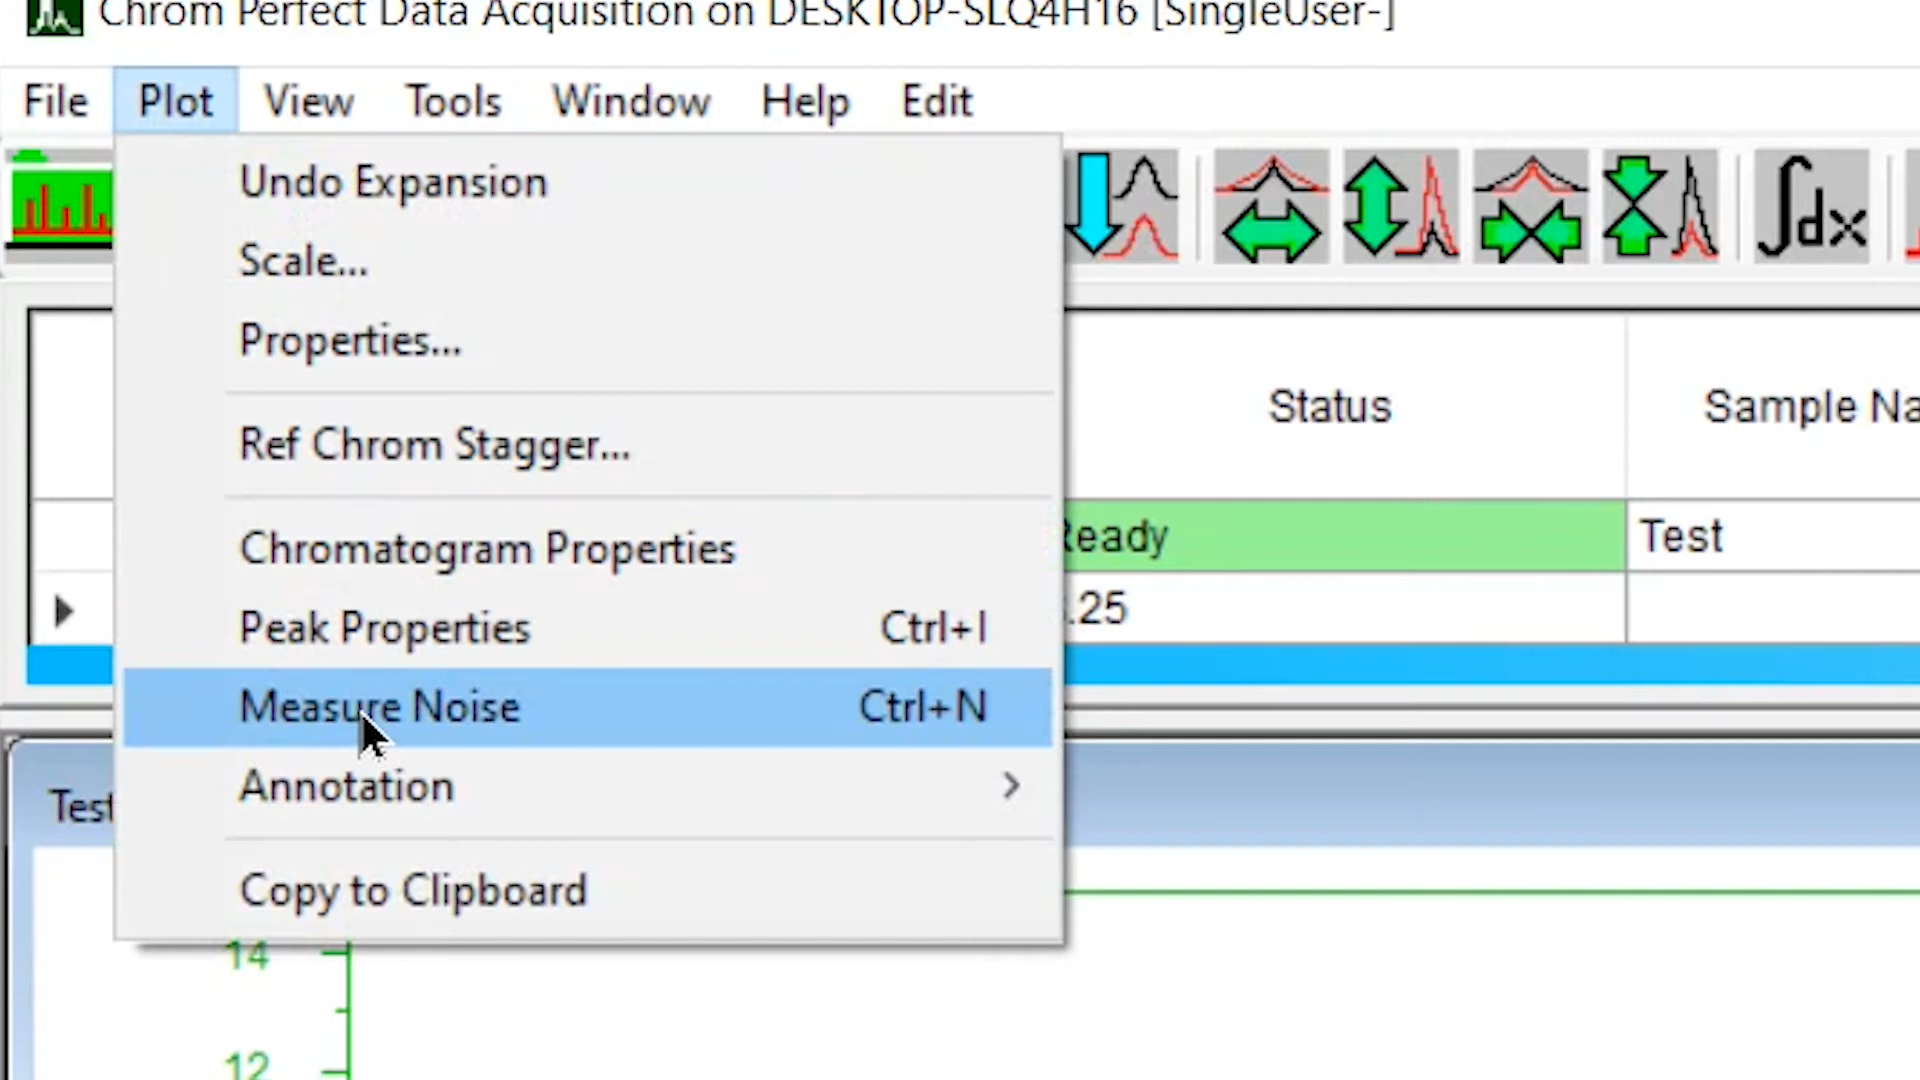 Chrom Perfect Data Acquisition on DESKTOP-SLQ4H16 [SingleUser-]
File Plot View Tools Window Help Edit
Undo Expansion
Scale...
Properties...
Ref Chrom Stagger...
Chromatogram Properties
Peak Properties Ctrl+I
Measure Noise Ctrl+N
Annotation
Copy to Clipboard
∫dx
Status Sample Na
Ready Test
.25
Test
14
12